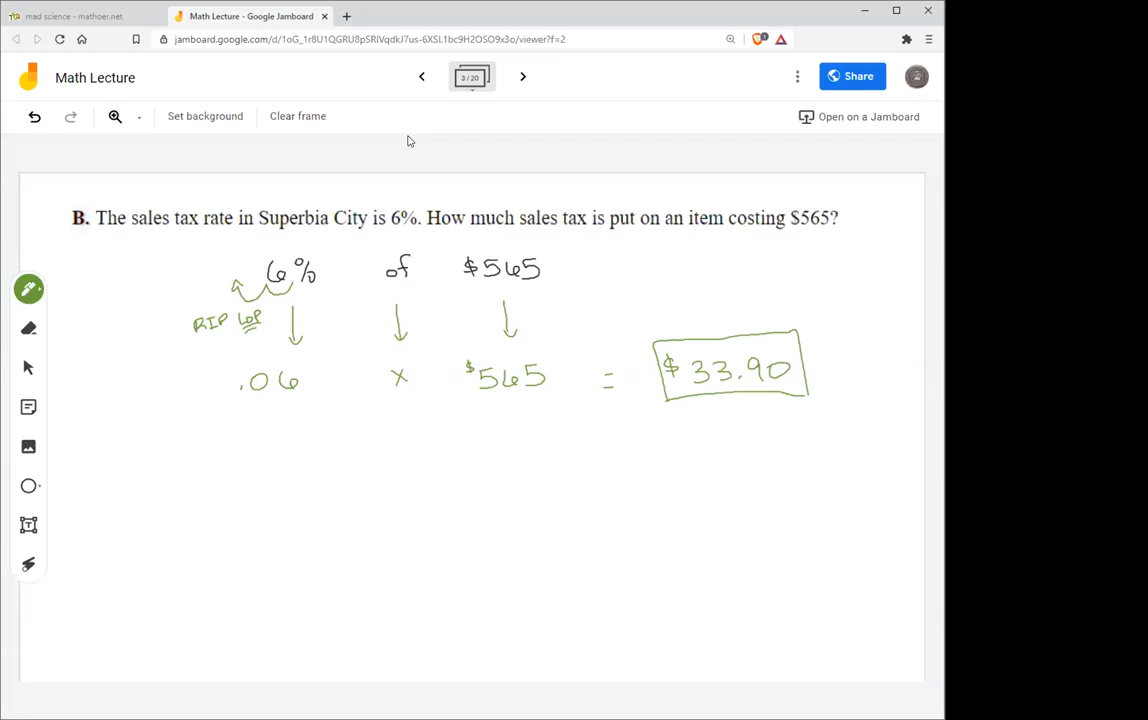 mad science - mathoer.net
Math Lecture - Google Jamboard
jamboard.google.com/d/1oG_1r8U1QGRU8pSRIVqdkJ7us-6XSL1bc9H2OSO9x3o/viewer?f=2
1
Math Lecture
3 / 20
Share
Set background
Clear frame
Open on a Jamboard
B. The sales tax rate in Superbia City is 6%. How much sales tax is put on an item costing $565?
6% of $565
RIP LOP
.06 x $565 = $33.90